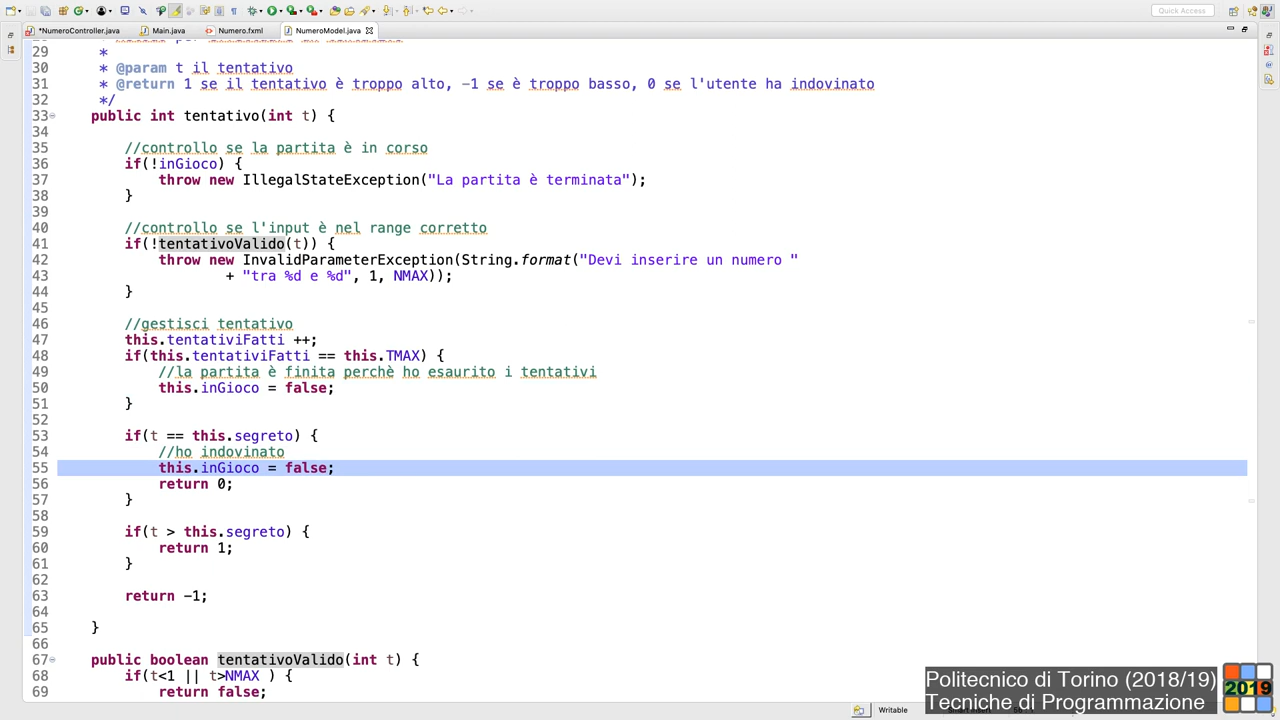 Quick Access
*NumeroController.java
Main.java
Numero.fxml
NumeroModel.java
29 *
30 * @param t il tentativo
31 * @return 1 se il tentativo è troppo alto, -1 se è troppo basso, 0 se l'utente ha indovinato
32 */
33 public int tentativo(int t) {
34
35 //controllo se la partita è in corso
36 if(!inGioco) {
37 throw new IllegalStateException("La partita è terminata");
38 }
39
40 //controllo se l'input è nel range corretto
41 if(!tentativoValido(t)) {
42 throw new InvalidParameterException(String.format("Devi inserire un numero "
43 + "tra %d e %d", 1, NMAX));
44 }
45
46 //gestisci tentativo
47 this.tentativiFatti ++;
48 if(this.tentativiFatti == this.TMAX) {
49 //la partita è finita perchè ho esaurito i tentativi
50 this.inGioco = false;
51 }
52
53 if(t == this.segreto) {
54 //ho indovinato
55 this.inGioco = false;
56 return 0;
57 }
58
59 if(t > this.segreto) {
60 return 1;
61 }
62
63 return -1;
64
65 }
66
67 public boolean tentativoValido(int t) {
68 if(t<1 || t>NMAX ) {
69 return false;
Politecnico di Torino (2018/19)
Tecniche di Programmazione
2019
Writable